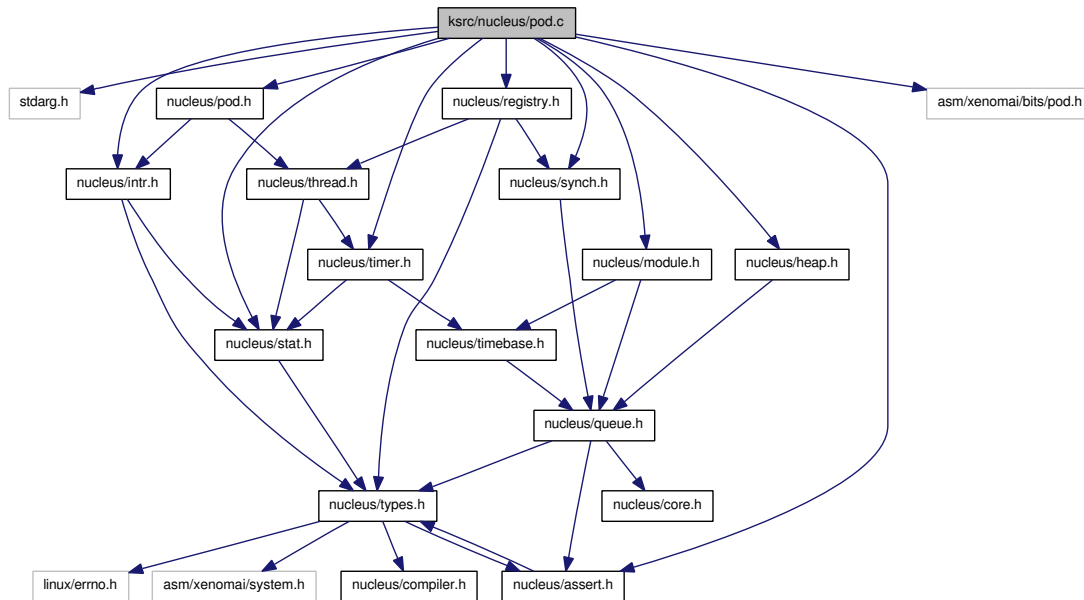 ksrc/nucleus/pod.c
stdarg.h
nucleus/pod.h
nucleus/registry.h
asm/xenomai/bits/pod.h
nucleus/intr.h
nucleus/thread.h
nucleus/synch.h
nucleus/timer.h
nucleus/module.h
nucleus/heap.h
nucleus/stat.h
nucleus/timebase.h
nucleus/queue.h
nucleus/types.h
nucleus/core.h
linux/errno.h
asm/xenomai/system.h
nucleus/compiler.h
nucleus/assert.h